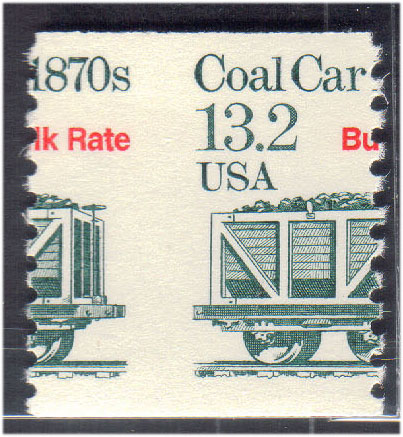 1870s Coal Car
13.2
lk Rate Bu
USA